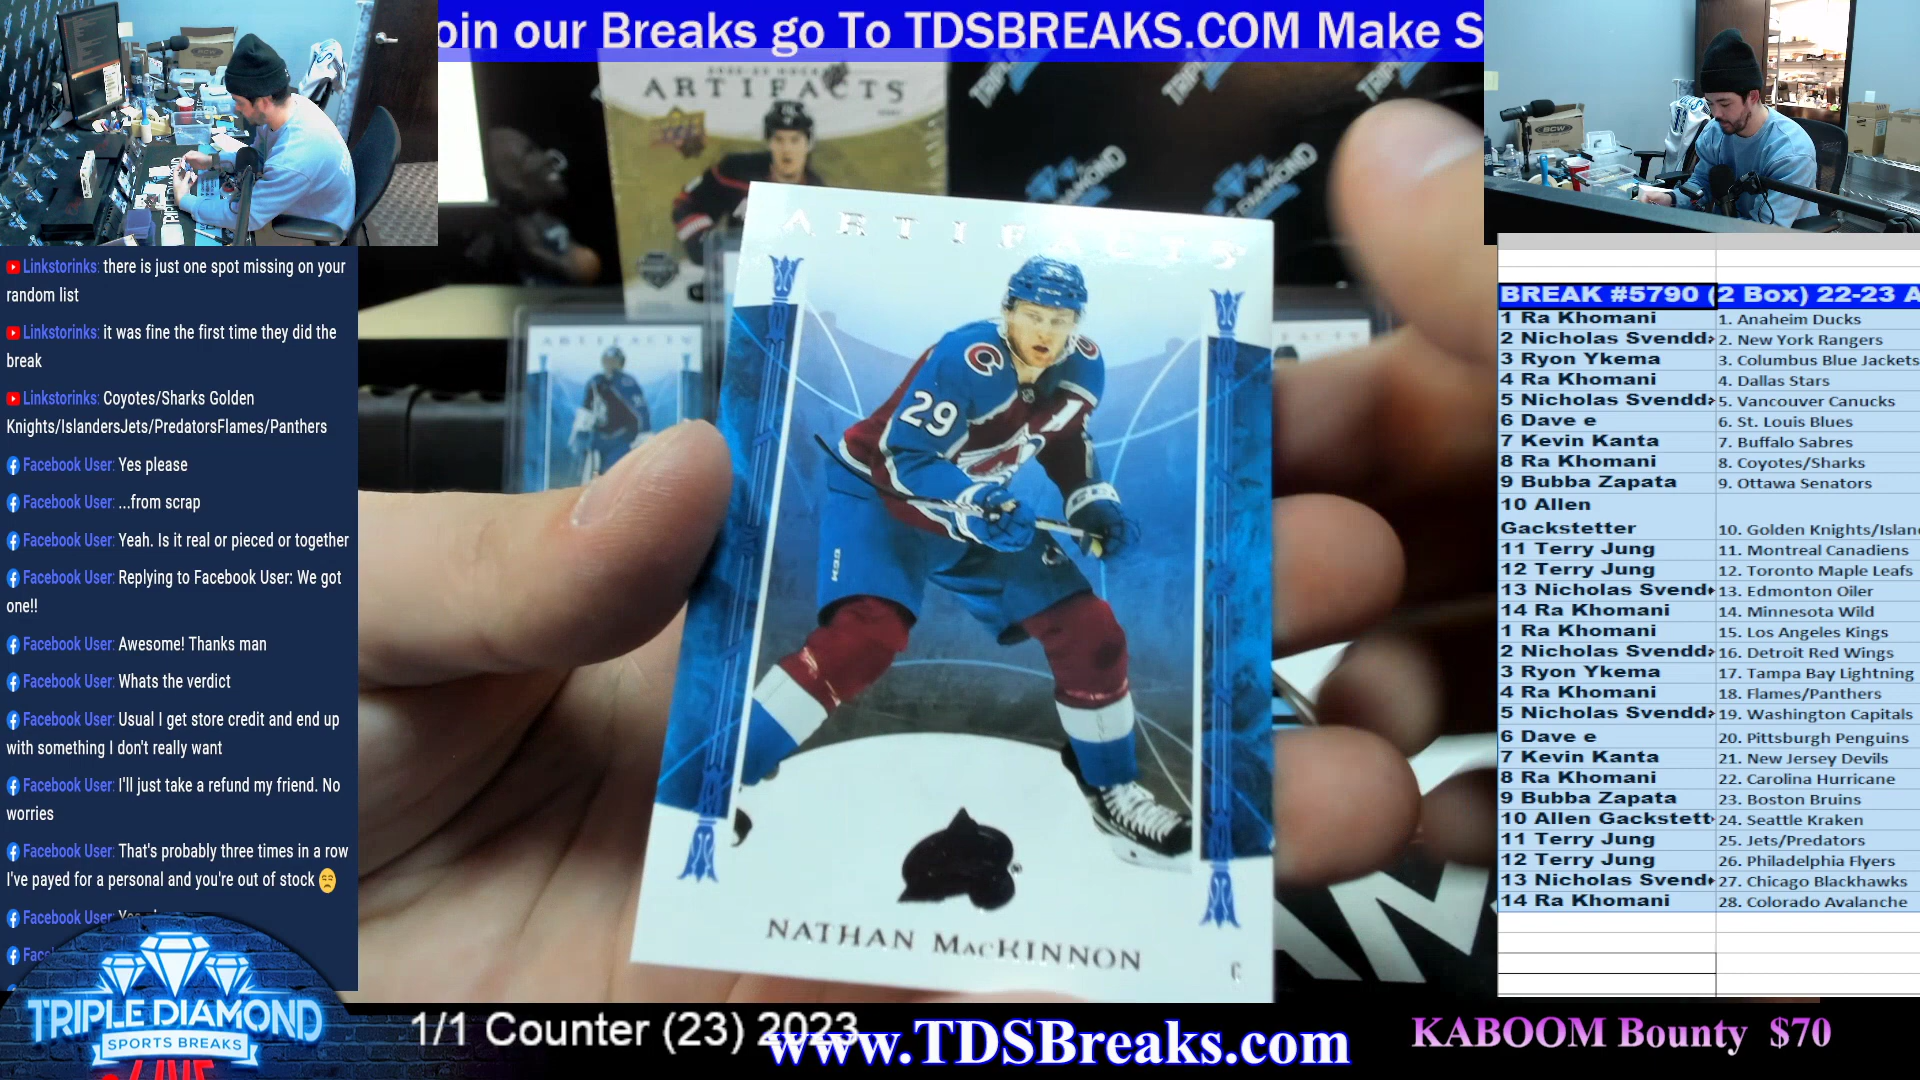 oin our Breaks go To TDSBREAKS.COM Make S
Linkstorinks: there is just one spot missing on your
random list
Linkstorinks: it was fine the first time they did the
break
Linkstorinks: Coyotes/Sharks Golden
Knights/IslandersJets/PredatorsFlames/Panthers
Facebook User: Yes please
Facebook User: ...from scrap
Facebook User: Yeah. Is it real or pieced or together
Facebook User: Replying to Facebook User: We got
one!!
Facebook User: Awesome! Thanks man
Facebook User: Whats the verdict
Facebook User: Usual I get store credit and end up
with something I don't really want
Facebook User: I'll just take a refund my friend. No
worries
Facebook User: That's probably three times in a row
I've payed for a personal and you're out of stock 😔
Facebook User:
TRIPLE DIAMOND
SPORTS BREAKS
LIVE
ARTIFACTS
ARTIFACTS
29
NATHAN MACKINNON
C
BREAK #5790 (2 Box) 22-23 A
1 Ra Khomani 1. Anaheim Ducks
2 Nicholas Svendd 2. New York Rangers
3 Ryon Ykema 3. Columbus Blue Jackets
4 Ra Khomani 4. Dallas Stars
5 Nicholas Svendd 5. Vancouver Canucks
6 Dave e 6. St. Louis Blues
7 Kevin Kanta 7. Buffalo Sabres
8 Ra Khomani 8. Coyotes/Sharks
9 Bubba Zapata 9. Ottawa Senators
10 Allen
Gackstetter 10. Golden Knights/Islan
11 Terry Jung 11. Montreal Canadiens
12 Terry Jung 12. Toronto Maple Leafs
13 Nicholas Svend 13. Edmonton Oiler
14 Ra Khomani 14. Minnesota Wild
1 Ra Khomani 15. Los Angeles Kings
2 Nicholas Svendd 16. Detroit Red Wings
3 Ryon Ykema 17. Tampa Bay Lightning
4 Ra Khomani 18. Flames/Panthers
5 Nicholas Svendd 19. Washington Capitals
6 Dave e 20. Pittsburgh Penguins
7 Kevin Kanta 21. New Jersey Devils
8 Ra Khomani 22. Carolina Hurricane
9 Bubba Zapata 23. Boston Bruins
10 Allen Gackstett 24. Seattle Kraken
11 Terry Jung 25. Jets/Predators
12 Terry Jung 26. Philadelphia Flyers
13 Nicholas Svend 27. Chicago Blackhawks
14 Ra Khomani 28. Colorado Avalanche
1/1 Counter (23) 2023
www.TDSBreaks.com
KABOOM Bounty $70